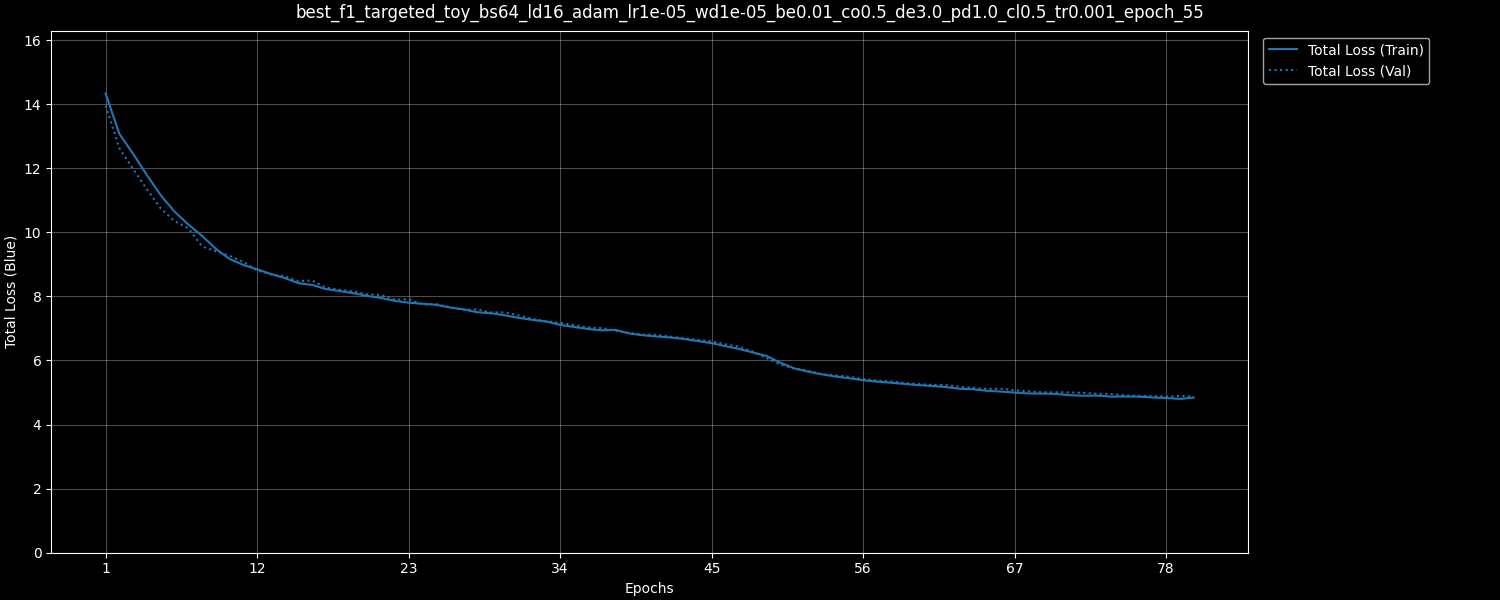 best_f1_targeted_toy_bs64_ld16_adam_lr1e-05_wd1e-05_be0.01_co0.5_de3.0_pd1.0_cl0.5_tr0.001_epoch_55
Total Loss (Train)
Total Loss (Val)
Total Loss (Blue)
16
14
12
10
8
6
4
2
0
1 12 23 34 45 56 67 78
Epochs